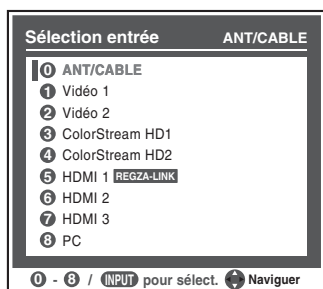 Sélection entrée ANT/CABLE
0 ANT/CABLE
1 Vidéo 1
2 Vidéo 2
3 ColorStream HD1
4 ColorStream HD2
5 HDMI 1 REGZA-LINK
6 HDMI 2
7 HDMI 3
8 PC
0 - 8 / INPUT pour sélect. Naviguer